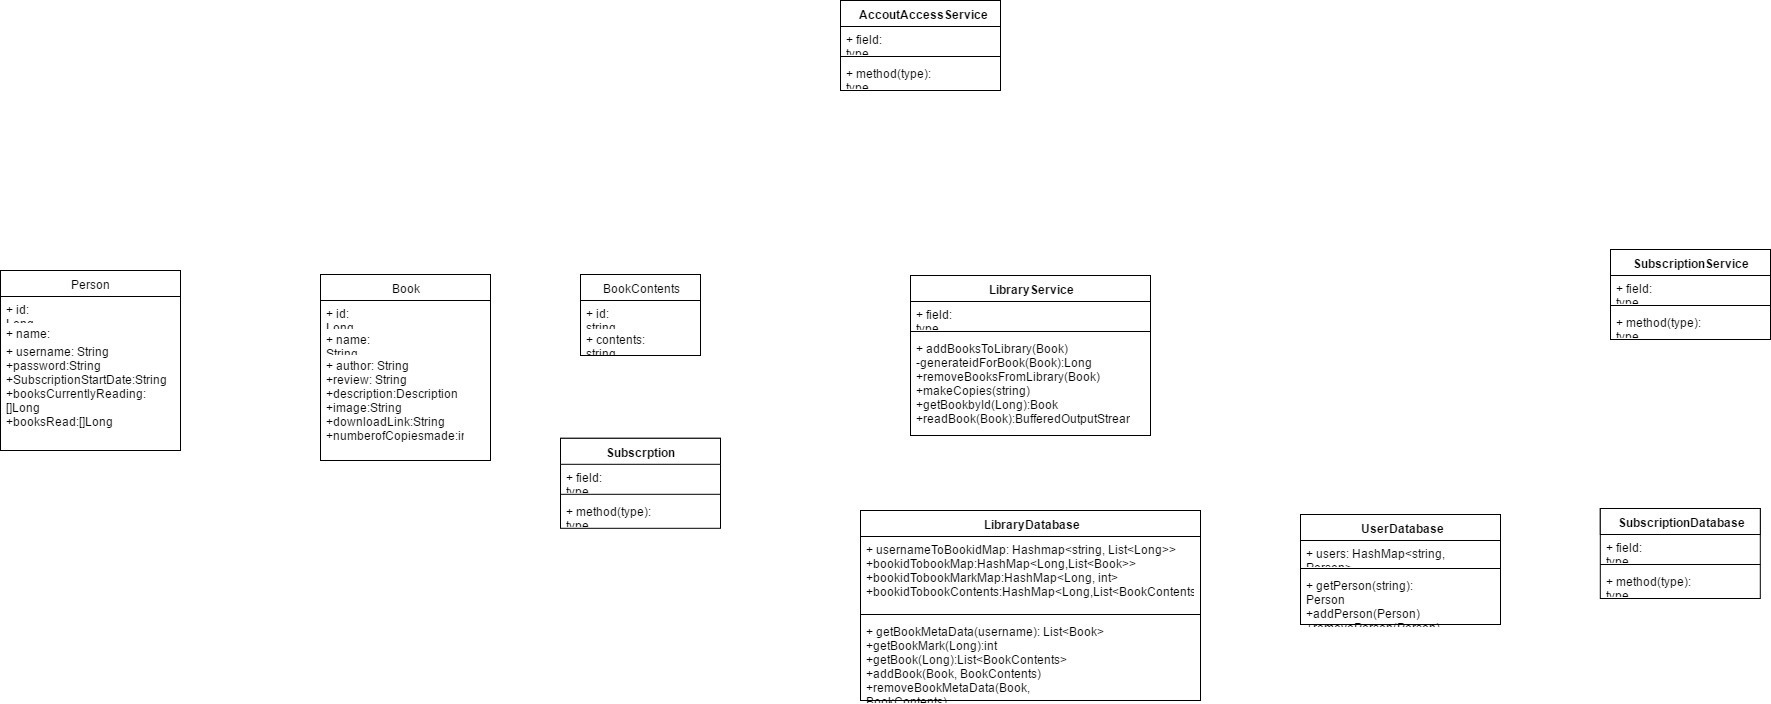 AccoutAccessService
+ field:
type
+ method(type):
type
Person
+ id:
Long
+ name:
+ username: String
+password:String
+SubscriptionStartDate:String
+booksCurrentlyReading:
[]Long
+booksRead:[]Long
Book
+ id:
Long
+ name:
String
+ author: String
+review: String
+description:Description
+image:String
+downloadLink:String
+numberofCopiesmade:in
BookContents
+ id:
string
+ contents:
string
Subscrption
+ field:
type
+ method(type):
type
LibraryService
+ field:
type
+ addBooksToLibrary(Book)
-generateidForBook(Book):Long
+removeBooksFromLibrary(Book)
+makeCopies(string)
+getBookbyId(Long):Book
+readBook(Book):BufferedOutputStrear
SubscriptionService
+ field:
type
+ method(type):
type
LibraryDatabase
+ usernameToBookidMap: Hashmap<string, List<Long>>
+bookidTobookMap:HashMap<Long,List<Book>>
+bookidTobookMarkMap:HashMap<Long, int>
+bookidTobookContents:HashMap<Long,List<BookContents
+ getBookMetaData(username): List<Book>
+getBookMark(Long):int
+getBook(Long):List<BookContents>
+addBook(Book, BookContents)
+removeBookMetaData(Book,
BookContents)
UserDatabase
+ users: HashMap<string,
Person>
+ getPerson(string):
Person
+addPerson(Person)
+removePerson(Person)
SubscriptionDatabase
+ field:
type
+ method(type):
type